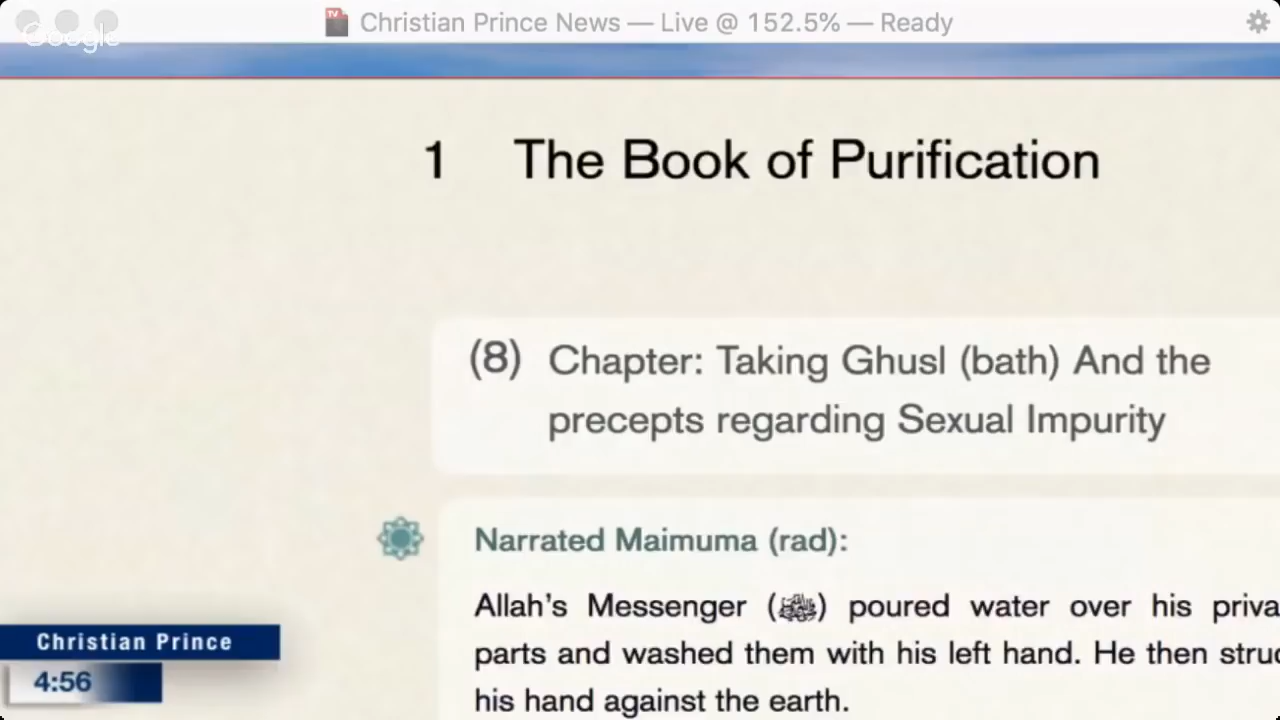 Christian Prince News — Live @ 152.5% — Ready
Google
1 The Book of Purification
(8) Chapter: Taking Ghusl (bath) And the
precepts regarding Sexual Impurity
Narrated Maimuma (rad):
Allah's Messenger (ﷺ) poured water over his priva
parts and washed them with his left hand. He then struc
his hand against the earth.
Christian Prince
4:56